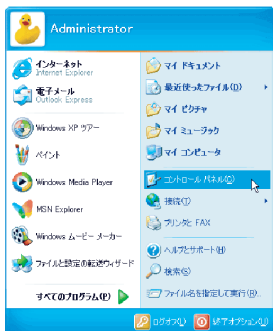 Administrator
インターネット
Internet Explorer
電子メール
Outlook Express
Windows XP ツアー
ペイント
Windows Media Player
MSN Explorer
Windows ムービー メーカー
ファイルと設定の転送ウィザード
すべてのプログラム(P)
マイ ドキュメント
最近使ったファイル(D)
マイ ピクチャ
マイ ミュージック
マイ コンピュータ
コントロール パネル(C)
接続(T)
プリンタと FAX
ヘルプとサポート(H)
検索(S)
ファイル名を指定して実行(R)...
ログオフ(L)
終了オプション(U)